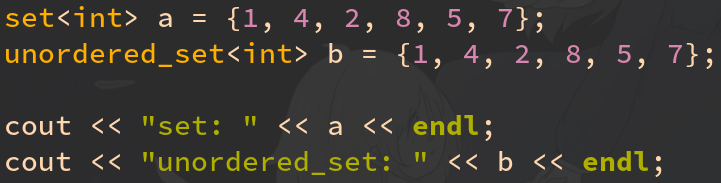 set<int> a = {1, 4, 2, 8, 5, 7};
unordered_set<int> b = {1, 4, 2, 8, 5, 7};
cout << "set: " << a << endl;
cout << "unordered_set: " << b << endl;